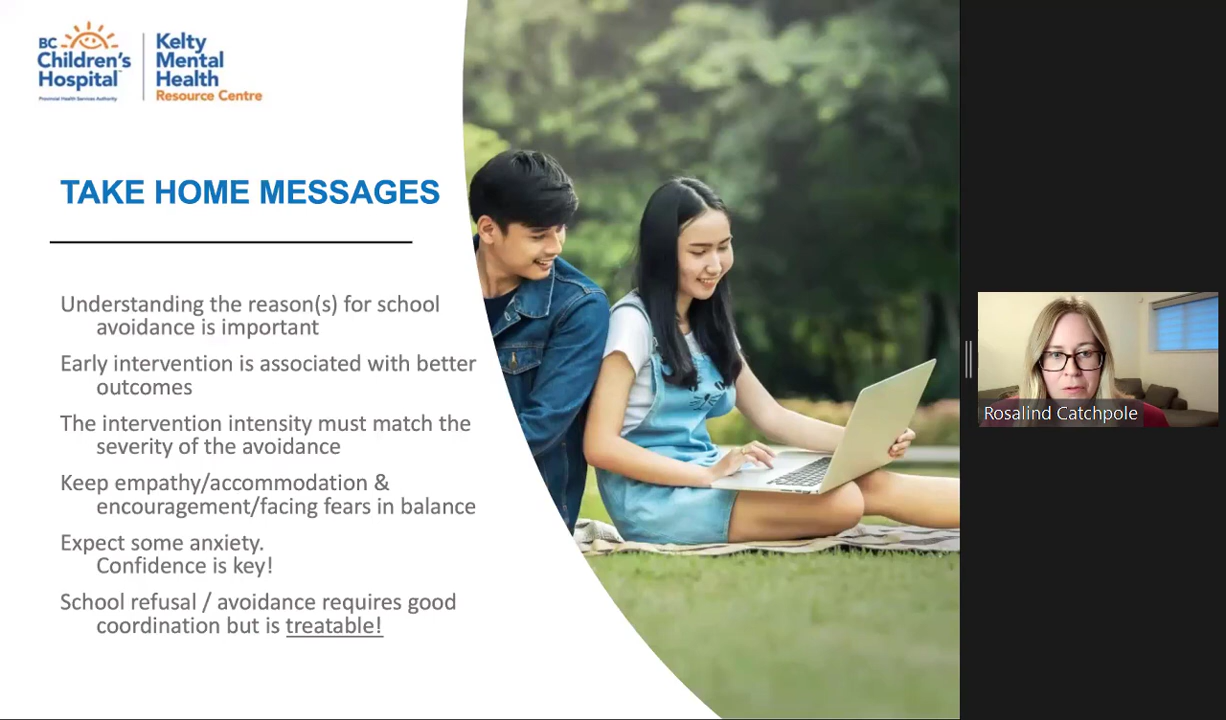 BC
Children's
Hospital
Provincial Health Services Authority
Kelty
Mental
Health
Resource Centre
TAKE HOME MESSAGES
Understanding the reason(s) for school
avoidance is important
Early intervention is associated with better
outcomes
The intervention intensity must match the
severity of the avoidance
Keep empathy/accommodation &
encouragement/facing fears in balance
Expect some anxiety.
Confidence is key!
School refusal / avoidance requires good
coordination but is treatable!
Rosalind Catchpole